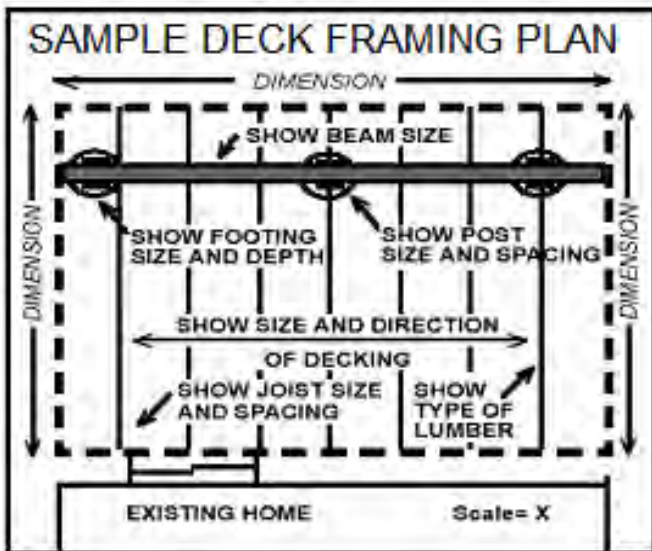 SAMPLE DECK FRAMING PLAN
DIMENSION
SHOW BEAM SIZE
DIMENSION
DIMENSION
SHOW FOOTING
SIZE AND DEPTH
SHOW POST
SIZE AND SPACING
SHOW SIZE AND DIRECTION
OF DECKING
SHOW JOIST SIZE
AND SPACING
SHOW
TYPE OF
LUMBER
EXISTING HOME
Scale= X